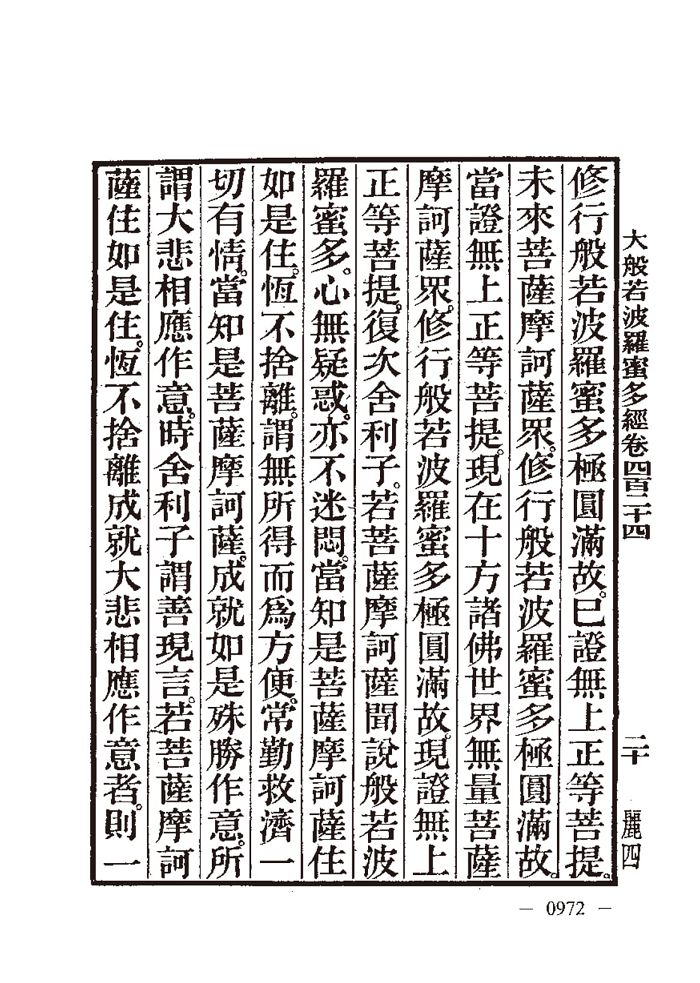 大般若波羅蜜多經卷四百二十四
二十
麗四
修行般若波羅蜜多極圓滿故。已證無上正等菩提。
未來菩薩摩訶薩眾。修行般若波羅蜜多極圓滿故。
當證無上正等菩提。現在十方諸佛世界無量菩薩
摩訶薩眾。修行般若波羅蜜多極圓滿故。現證無上
正等菩提。復次舍利子。若菩薩摩訶薩聞說般若波
羅蜜多。心無疑惑。亦不迷悶。當知是菩薩摩訶薩住
如是住。恆不捨離。謂無所得而爲方便。常勤救濟一
切有情。當知是菩薩摩訶薩。成就如是殊勝作意。所
謂大悲相應作意。時舍利子謂善現言。若菩薩摩訶
薩住如是住。恆不捨離成就大悲相應作意者。則一
— 0972 —